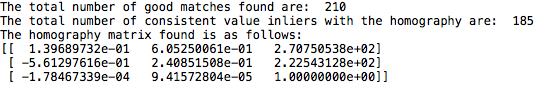 The total number of good matches found are:  210
The total number of consistent value inliers with the homography are:  185
The homography matrix found is as follows:
[[  1.39689732e-01   6.05250061e-01   2.70750538e+02]
 [ -5.61297616e-01   2.40851508e-01   2.22543128e+02]
 [ -1.78467339e-04   9.41572804e-05   1.00000000e+00]]